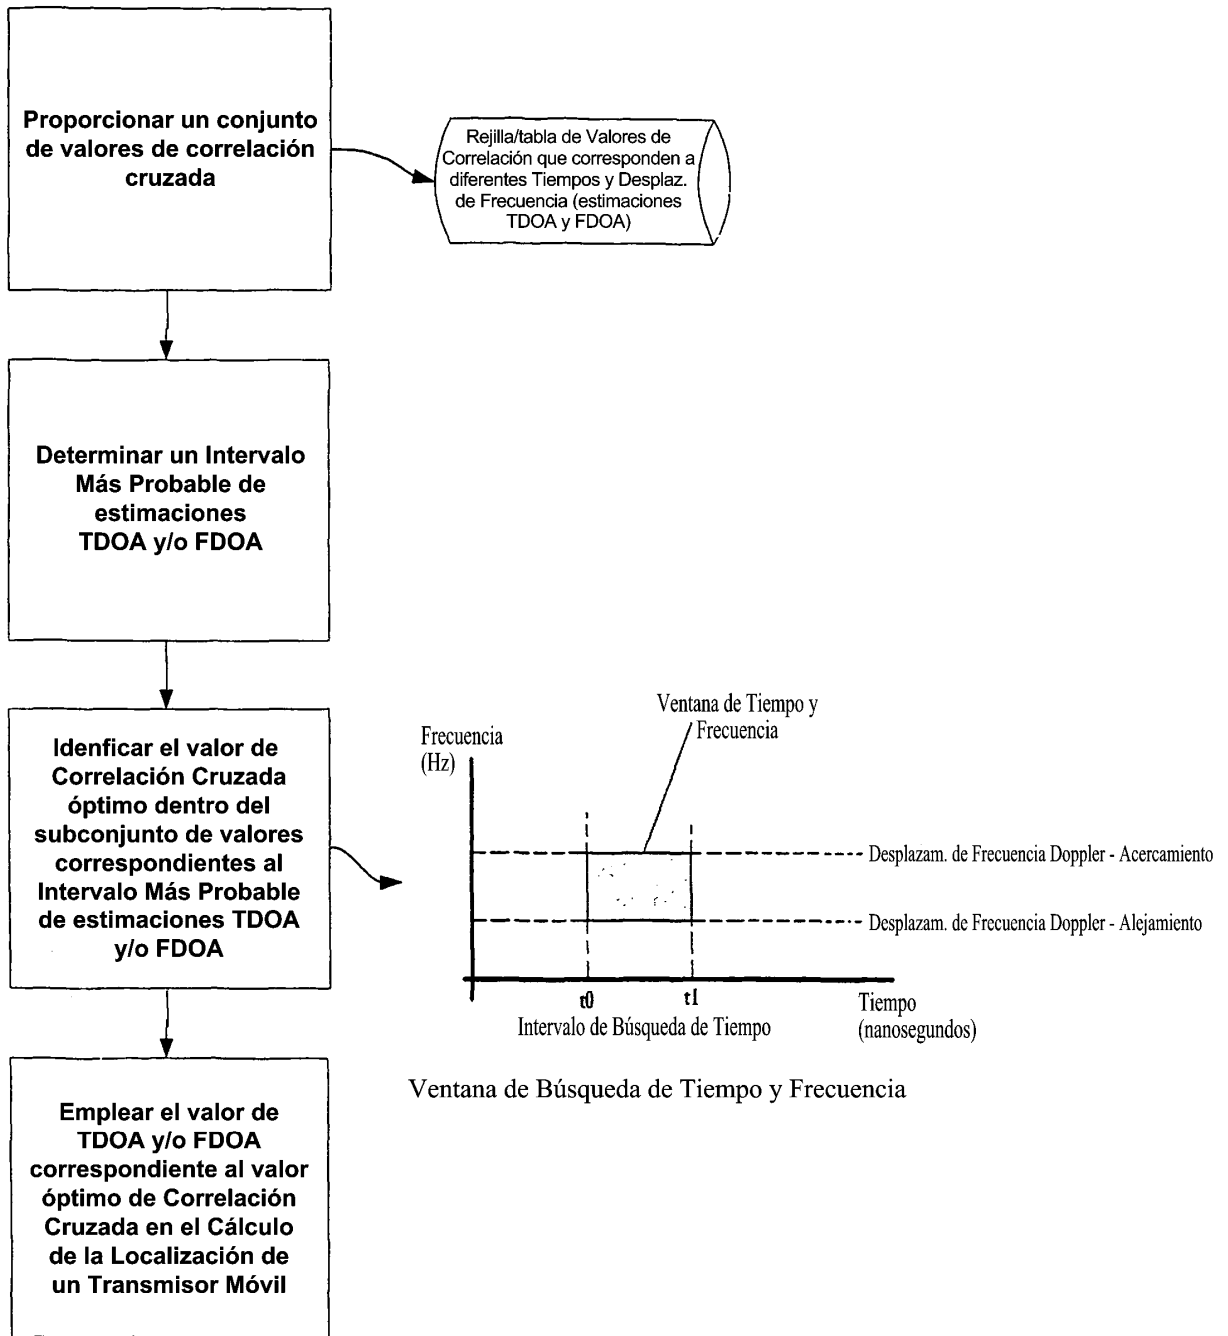 Proporcionar un conjunto
de valores de correlación
cruzada
Rejilla/tabla de Valores de
Correlación que corresponden a
diferentes Tiempos y Desplaz.
de Frecuencia (estimaciones
TDOA y FDOA)
Determinar un Intervalo
Más Probable de
estimaciones
TDOA y/o FDOA
Idenficar el valor de
Correlación Cruzada
óptimo dentro del
subconjunto de valores
correspondientes al
Intervalo Más Probable
de estimaciones TDOA
y/o FDOA
Ventana de Tiempo y
Frecuencia
Frecuencia
(Hz)
Desplazam. de Frecuencia Doppler - Acercamiento
Desplazam. de Frecuencia Doppler - Alejamiento
t0
t1
Intervalo de Búsqueda de Tiempo
Tiempo
(nanosegundos)
Ventana de Búsqueda de Tiempo y Frecuencia
Emplear el valor de
TDOA y/o FDOA
correspondiente al valor
óptimo de Correlación
Cruzada en el Cálculo
de la Localización de
un Transmisor Móvil